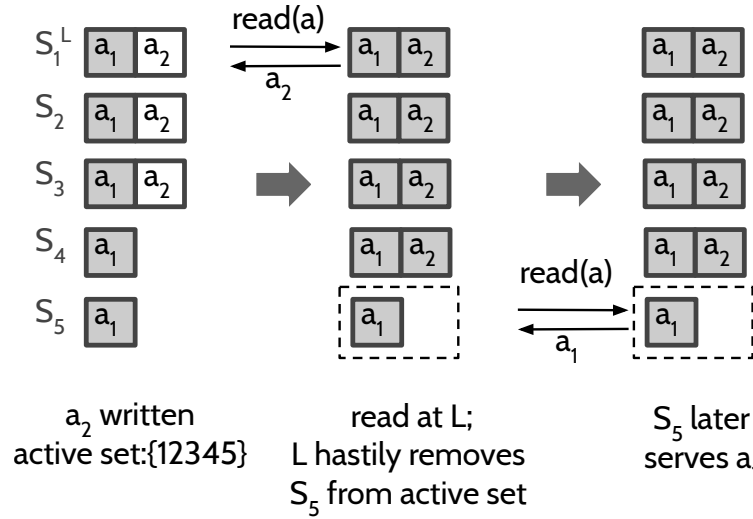 read(a)
S₁ᴸ a₁ a₂ a₁ a₂ a₁ a₂
a₂
S₂ a₁ a₂ a₁ a₂ a₁ a₂
S₃ a₁ a₂ a₁ a₂ a₁ a₂
S₄ a₁ a₁ a₂ a₁ a₂
read(a)
S₅ a₁ a₁ a₁
a₁
a₂ written
active set:{12345}
read at L;
L hastily removes
S₅ from active set
S₅ later
serves a